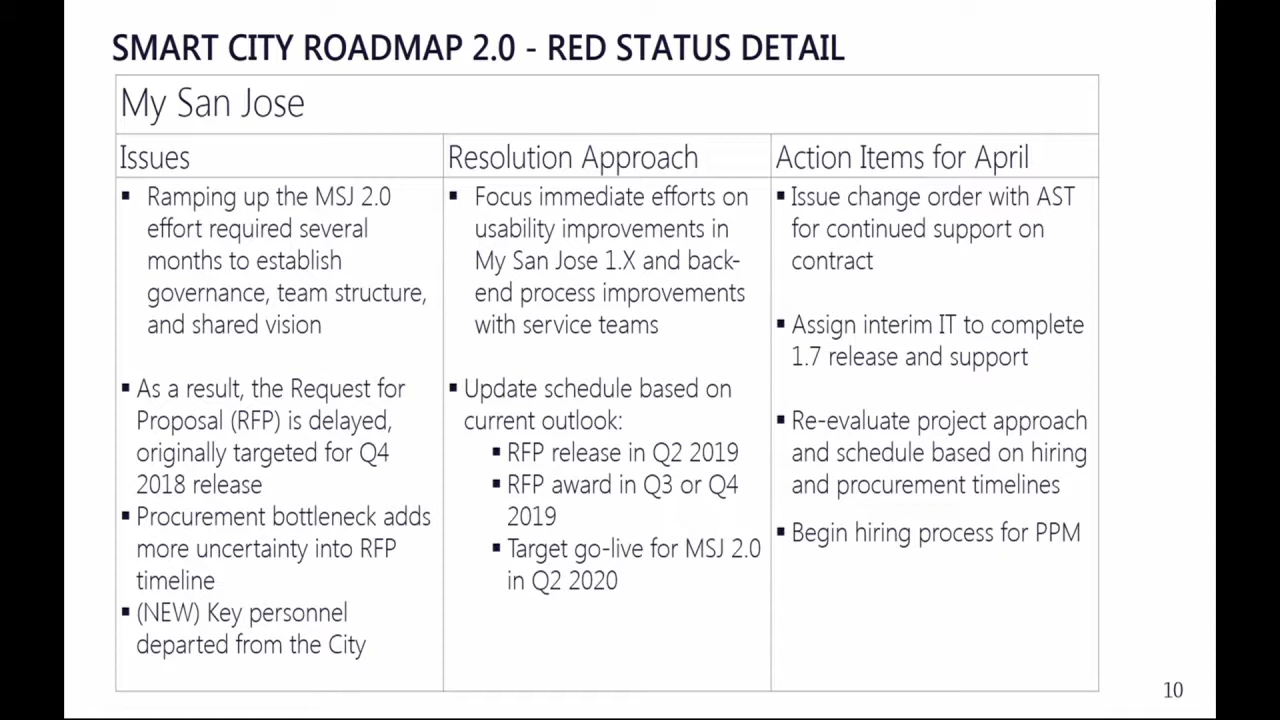 SMART CITY ROADMAP 2.0 - RED STATUS DETAIL
My San Jose
Issues
▪ Ramping up the MSJ 2.0
effort required several
months to establish
governance, team structure,
and shared vision
▪ As a result, the Request for
Proposal (RFP) is delayed,
originally targeted for Q4
2018 release
▪ Procurement bottleneck adds
more uncertainty into RFP
timeline
▪ (NEW) Key personnel
departed from the City
Resolution Approach
▪ Focus immediate efforts on
usability improvements in
My San Jose 1.X and back-
end process improvements
with service teams
▪ Update schedule based on
current outlook:
▪ RFP release in Q2 2019
▪ RFP award in Q3 or Q4
2019
▪ Target go-live for MSJ 2.0
in Q2 2020
Action Items for April
▪ Issue change order with AST
for continued support on
contract
▪ Assign interim IT to complete
1.7 release and support
▪ Re-evaluate project approach
and schedule based on hiring
and procurement timelines
▪ Begin hiring process for PPM
10